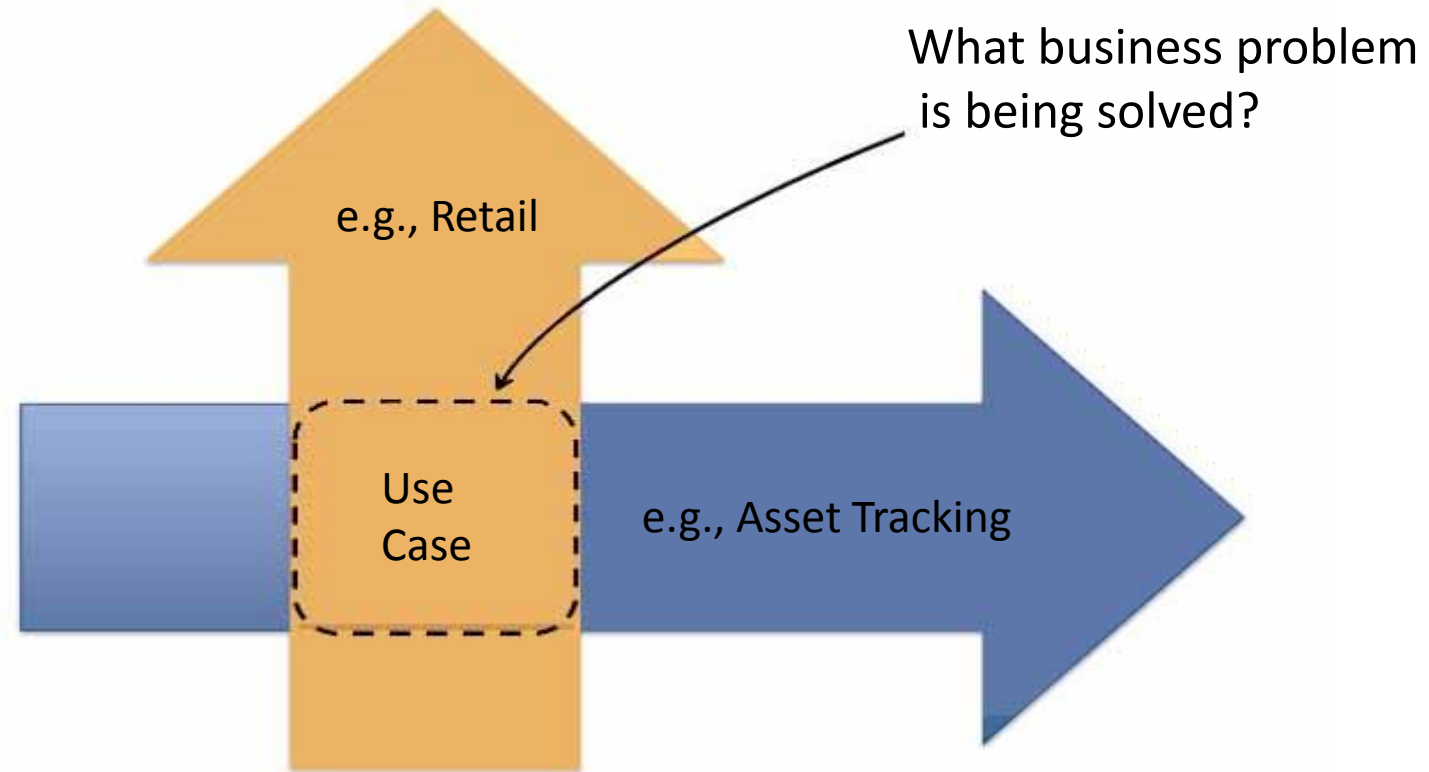 What business problem
is being solved?
e.g., Retail
Use
Case
e.g., Asset Tracking